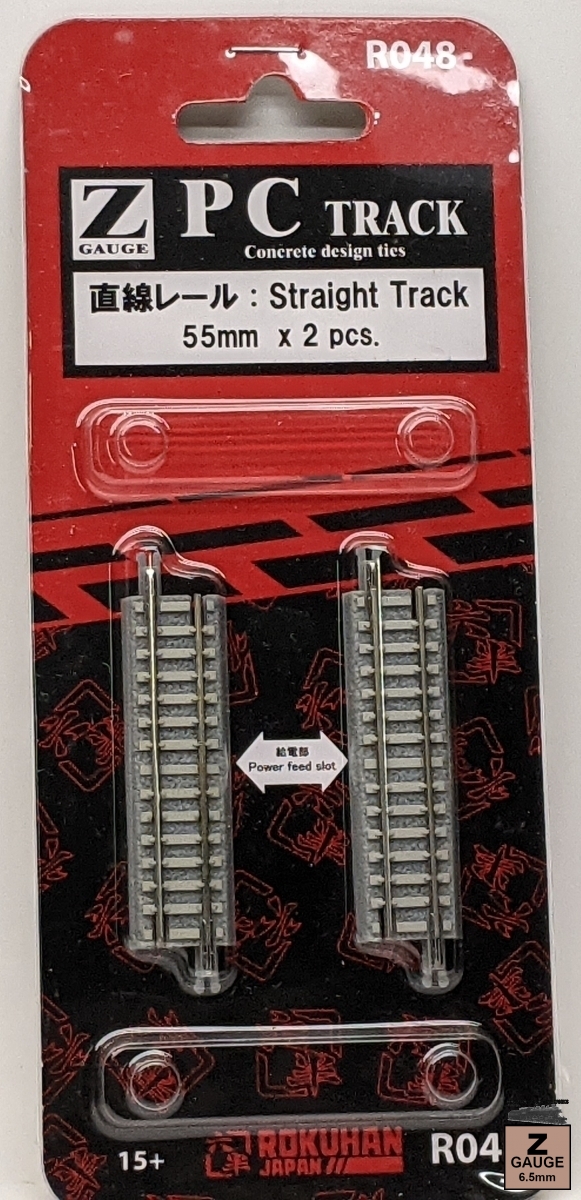 R048-
Z
GAUGE
PC TRACK
Concrete design ties
直線レール : Straight Track
55mm x 2 pcs.
給電部
Power feed slot
15+
ROKUHAN
JAPAN
R04
Z
GAUGE
6.5mm